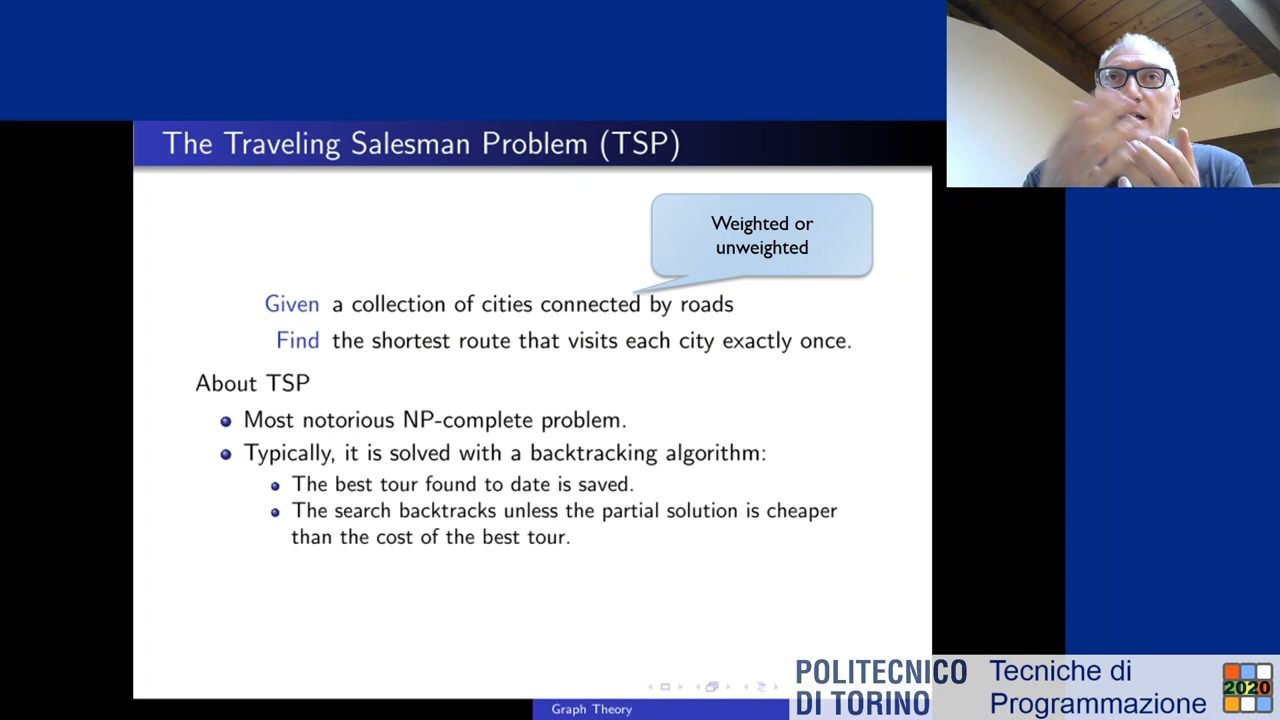 The Traveling Salesman Problem (TSP)
Weighted or
unweighted
Given a collection of cities connected by roads
Find the shortest route that visits each city exactly once.
About TSP
Most notorious NP-complete problem.
Typically, it is solved with a backtracking algorithm:
The best tour found to date is saved.
The search backtracks unless the partial solution is cheaper
than the cost of the best tour.
Graph Theory
POLITECNICO
DI TORINO
Tecniche di
Programmazione
2020